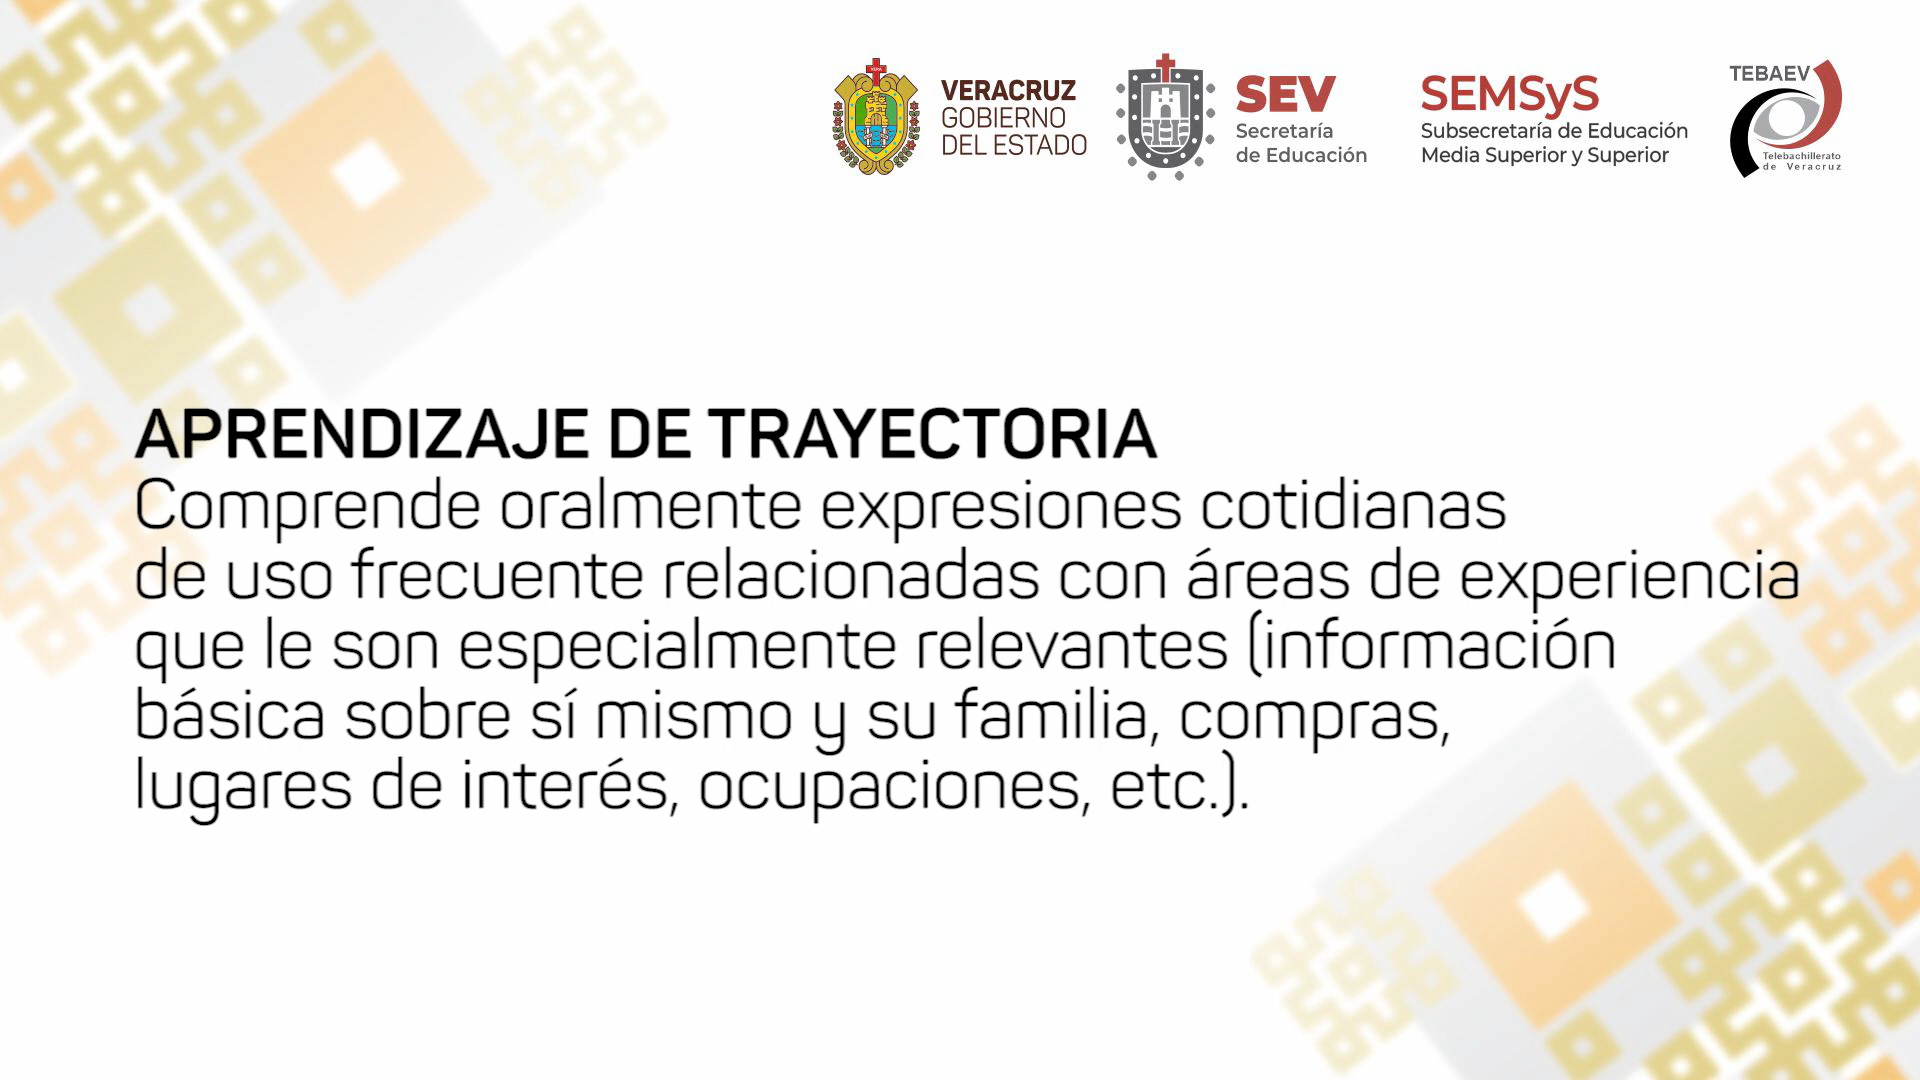 VERACRUZ
GOBIERNO
DEL ESTADO
SEV
Secretaría
de Educación
SEMSyS
Subsecretaría de Educación
Media Superior y Superior
TEBAEV
Telebachillerato
de Veracruz
APRENDIZAJE DE TRAYECTORIA
Comprende oralmente expresiones cotidianas
de uso frecuente relacionadas con áreas de experiencia
que le son especialmente relevantes (información
básica sobre sí mismo y su familia, compras,
lugares de interés, ocupaciones, etc.).